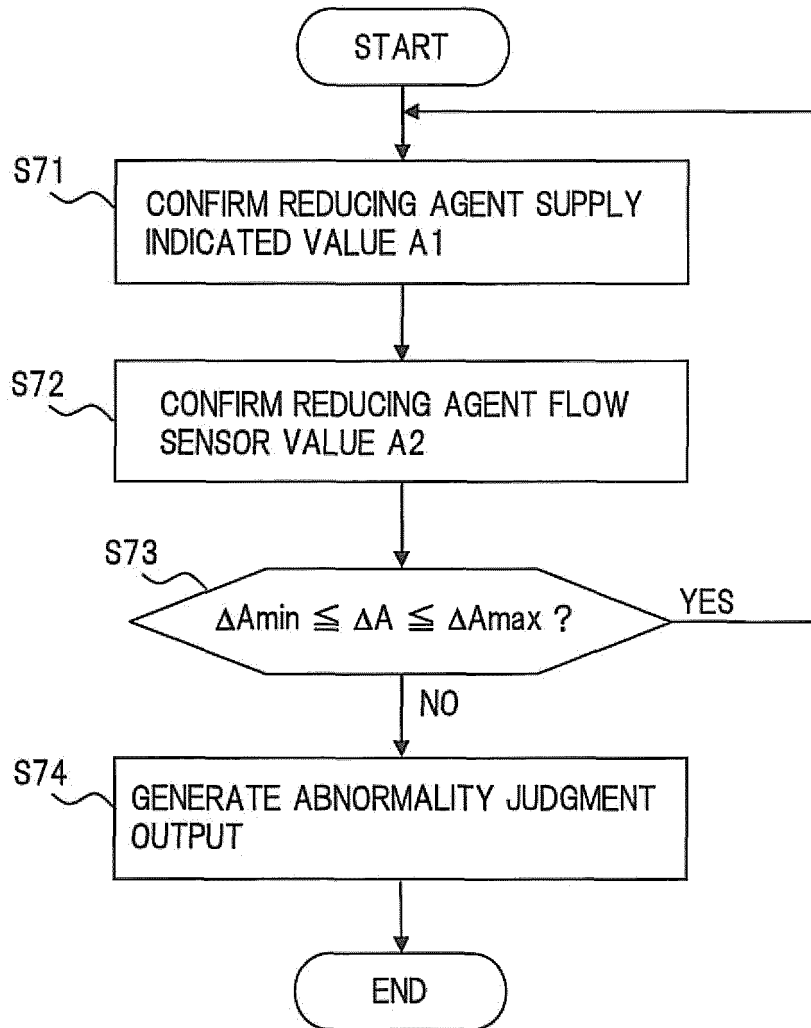 START
S71
CONFIRM REDUCING AGENT SUPPLY
INDICATED VALUE A1
S72
CONFIRM REDUCING AGENT FLOW
SENSOR VALUE A2
S73
ΔAmin ≦ ΔA ≦ ΔAmax ?
YES
NO
S74
GENERATE ABNORMALITY JUDGMENT
OUTPUT
END